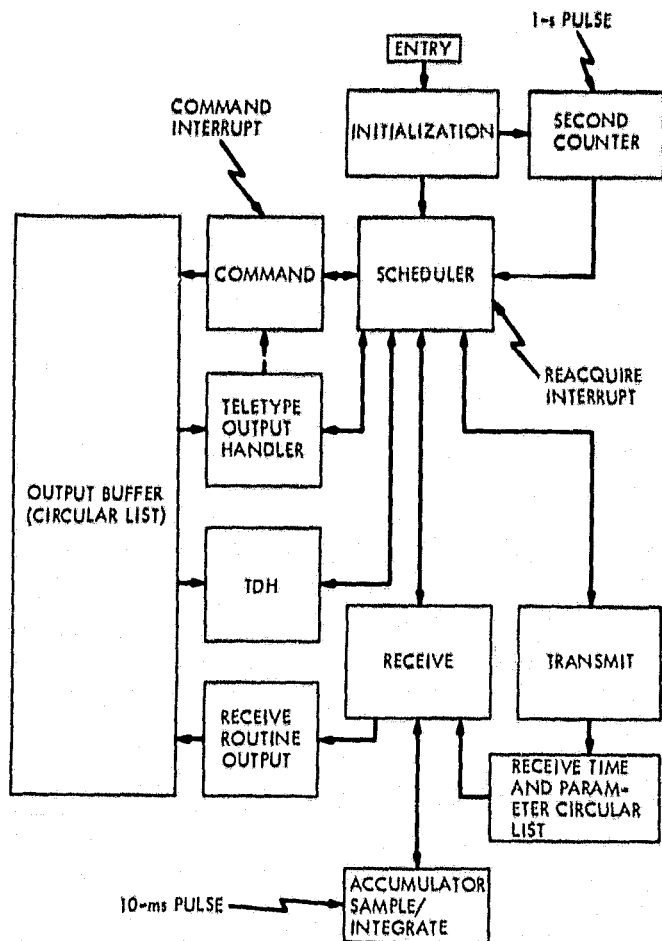 1-s PULSE
ENTRY
COMMAND
INTERRUPT
INITIALIZATION
SECOND
COUNTER
COMMAND
SCHEDULER
REACQUIRE
INTERRUPT
TELETYPE
OUTPUT
HANDLER
OUTPUT BUFFER
(CIRCULAR LIST)
TDH
RECEIVE
TRANSMIT
RECEIVE
ROUTINE
OUTPUT
RECEIVE TIME
AND PARAM-
ETER CIRCULAR
LIST
10-ms PULSE
ACCUMULATOR
SAMPLE/
INTEGRATE